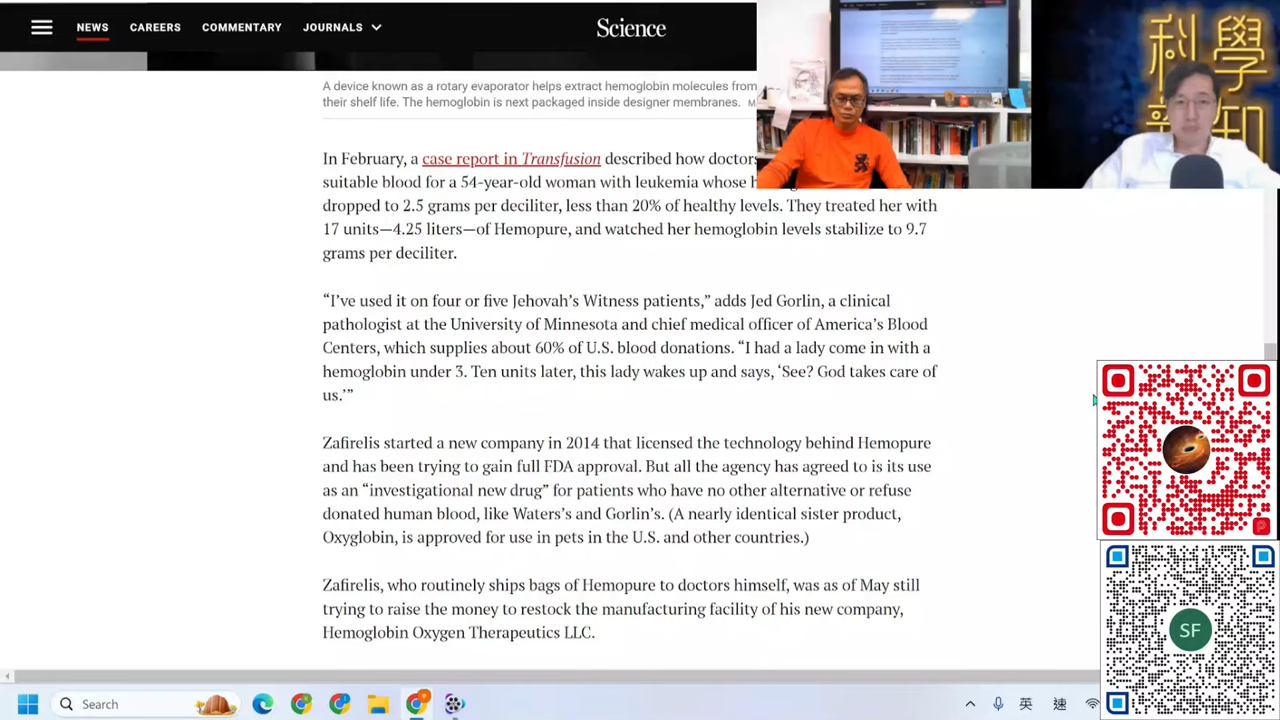 NEWS CAREERS COMMENTARY JOURNALS
Science
A device known as a rotary evaporator helps extract hemoglobin molecules from
their shelf life. The hemoglobin is next packaged inside designer membranes.
In February, a case report in Transfusion described how doctors
suitable blood for a 54-year-old woman with leukemia whose
dropped to 2.5 grams per deciliter, less than 20% of healthy levels. They treated her with
17 units—4.25 liters—of Hemopure, and watched her hemoglobin levels stabilize to 9.7
grams per deciliter.
“I’ve used it on four or five Jehovah’s Witness patients,” adds Jed Gorlin, a clinical
pathologist at the University of Minnesota and chief medical officer of America’s Blood
Centers, which supplies about 60% of U.S. blood donations. “I had a lady come in with a
hemoglobin under 3. Ten units later, this lady wakes up and says, ‘See? God takes care of
us.’”
Zafirelis started a new company in 2014 that licensed the technology behind Hemopure
and has been trying to gain full FDA approval. But all the agency has agreed to is its use
as an “investigational new drug” for patients who have no other alternative or refuse
donated human blood, like Waters’s and Gorlin’s. (A nearly identical sister product,
Oxyglobin, is approved for use in pets in the U.S. and other countries.)
Zafirelis, who routinely ships bags of Hemopure to doctors himself, was as of May still
trying to raise the money to restock the manufacturing facility of his new company,
Hemoglobin Oxygen Therapeutics LLC.
科學
知
SF
Search
英 速